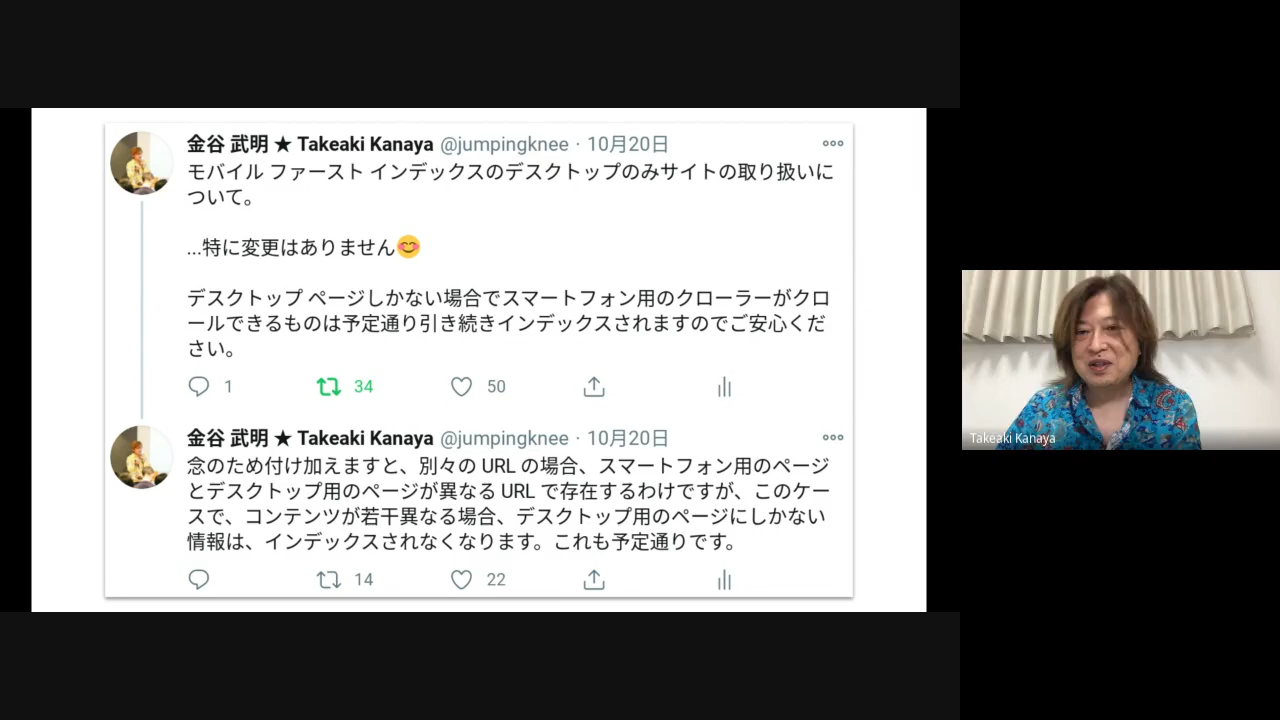 金谷 武明 ★ Takeaki Kanaya @jumpingknee · 10月20日
モバイル ファースト インデックスのデスクトップのみサイトの取り扱いに
ついて。
...特に変更はありません😊
デスクトップ ページしかない場合でスマートフォン用のクローラーがクロ
ールできるものは予定通り引き続きインデックスされますのでご安心くだ
さい。
1 34 50
金谷 武明 ★ Takeaki Kanaya @jumpingknee · 10月20日
念のため付け加えますと、別々の URL の場合、スマートフォン用のページ
とデスクトップ用のページが異なる URL で存在するわけですが、このケー
スで、コンテンツが若干異なる場合、デスクトップ用のページにしかない
情報は、インデックスされなくなります。これも予定通りです。
14 22
Takeaki Kanaya